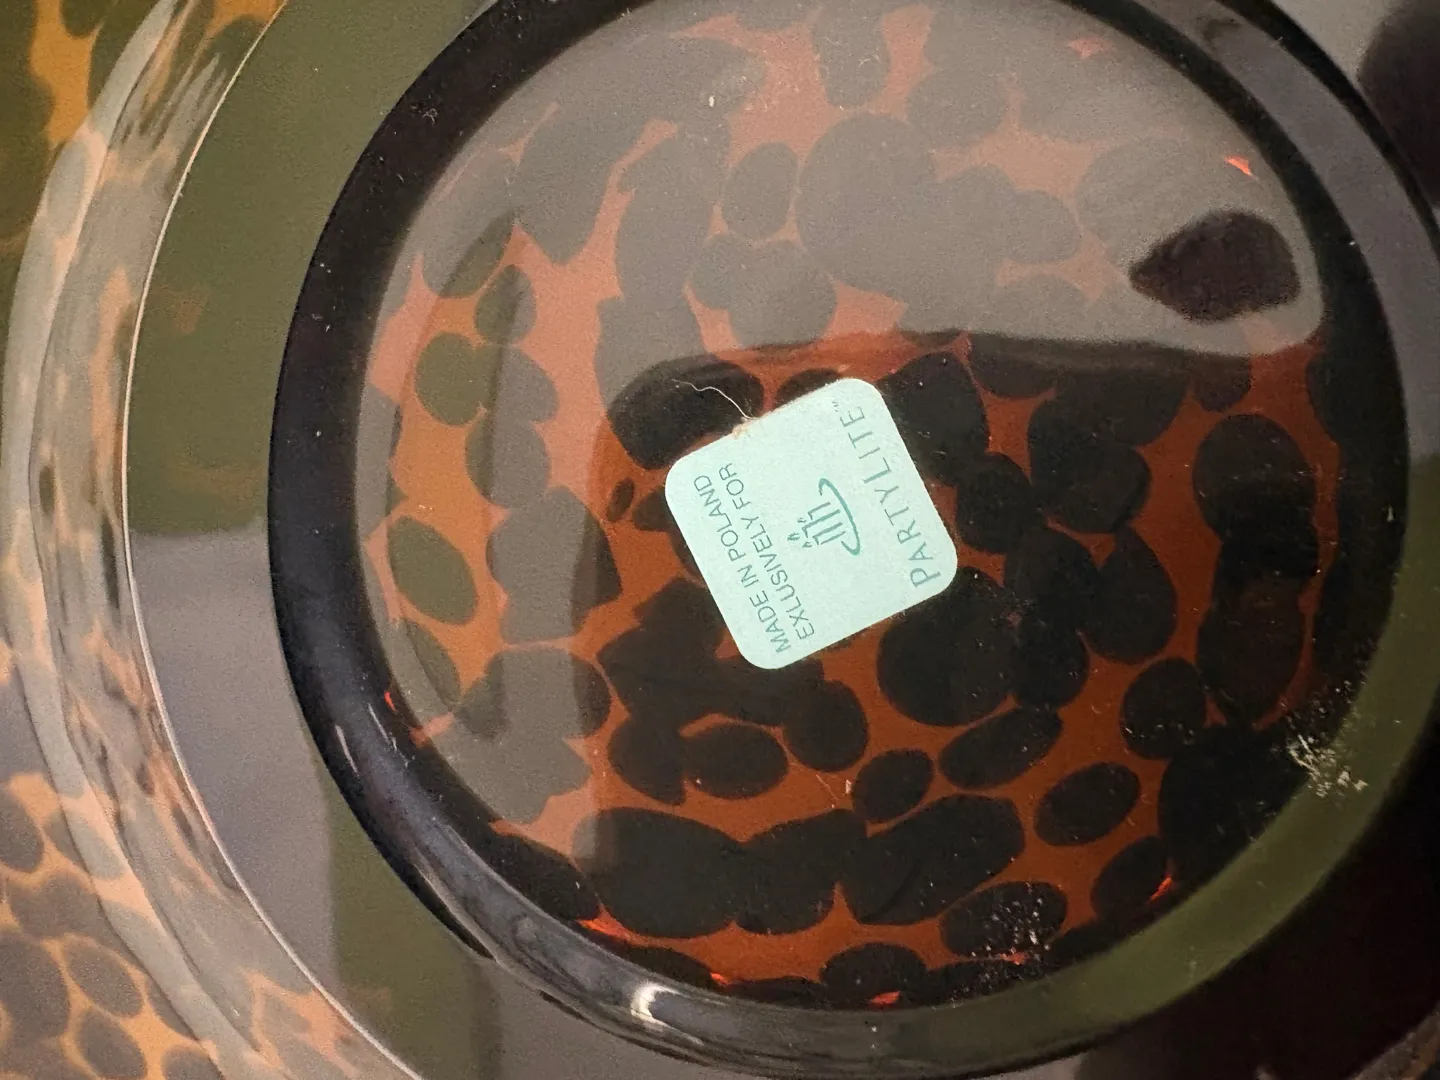 MADE IN POLAND
EXLUSIVELY FOR
PARTYLITE™